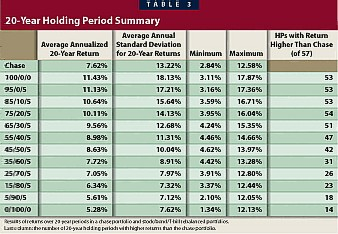 TABLE 3
20-Year Holding Period Summary
Average Annualized 20-Year Return | Average Annual Standard Deviation for 20-Year Returns | Minimum | Maximum | HPs with Return Higher Than Chase (of 57)
Chase 7.62% 13.22% 2.84% 12.58%
100/0/0 11.43% 18.13% 3.11% 17.87% 53
95/0/5 11.13% 17.21% 3.16% 17.36% 53
85/10/5 10.64% 15.64% 3.59% 16.71% 53
75/20/5 10.11% 14.13% 3.95% 16.04% 54
65/30/5 9.56% 12.68% 4.24% 15.35% 51
55/40/5 8.98% 11.31% 4.46% 14.66% 47
45/50/5 8.63% 10.04% 4.62% 13.97% 42
35/60/5 7.72% 8.91% 4.42% 13.28% 31
25/70/5 7.05% 7.97% 3.91% 12.80% 26
15/80/5 6.34% 7.32% 3.37% 12.44% 23
5/90/5 5.61% 7.12% 2.10% 12.05% 18
0/100/0 5.28% 7.62% 1.34% 12.13% 14
Results of returns over 20-year periods in a chase portfolio and stock/bond/T-bill rebalanced portfolios.
Last column is the number of 20-year holding periods with higher returns than the chase portfolio.